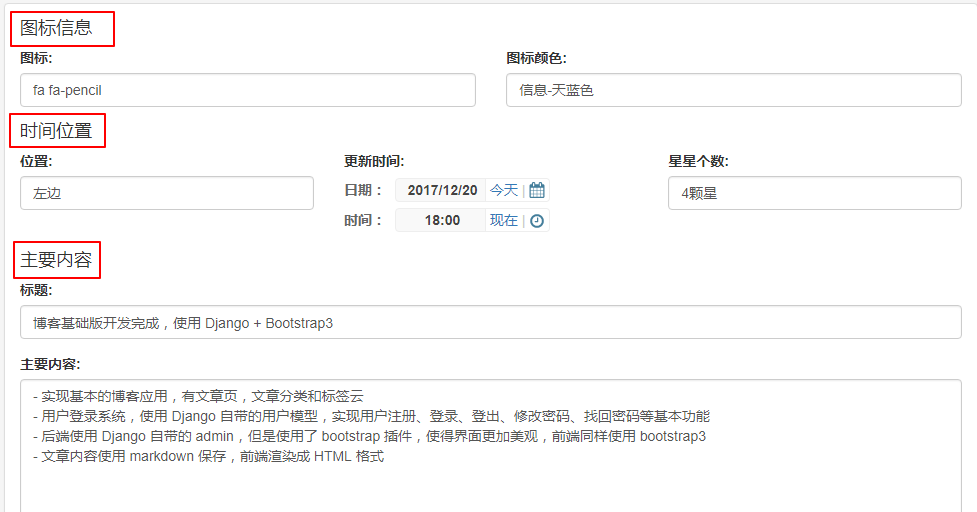 图标信息
图标: 图标颜色:
fa fa-pencil 信息-天蓝色
时间位置
位置: 更新时间: 星星个数:
左边 日期： 2017/12/20 今天 | 4颗星
时间： 18:00 现在 |
主要内容
标题:
博客基础版开发完成，使用 Django + Bootstrap3
主要内容:
- 实现基本的博客应用，有文章页，文章分类和标签云
- 用户登录系统，使用 Django 自带的用户模型，实现用户注册、登录、登出、修改密码、找回密码等基本功能
- 后端使用 Django 自带的 admin，但是使用了 bootstrap 插件，使得界面更加美观，前端同样使用 bootstrap3
- 文章内容使用 markdown 保存，前端渲染成 HTML 格式